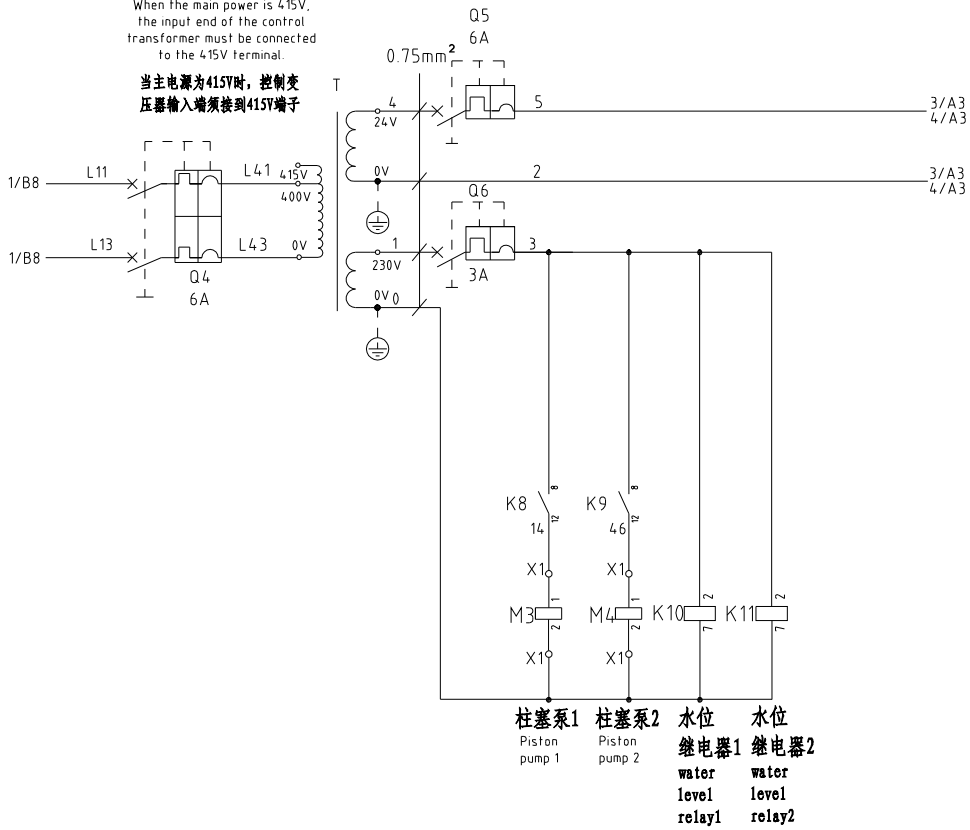 When the main power is 415V,
the input end of the control
transformer must be connected
to the 415V terminal.
当主电源为415V时，控制变
压器输入端须接到415V端子
Q5
6A
0.75mm²
T
4
24V
5
3/A3
4/A3
0V
2
3/A3
4/A3
1/B8
L11
L41
415V
400V
1/B8
L13
L43
0V
Q4
6A
Q6
3A
1
230V
3
0V
0
K8
8
12
14
K9
8
12
46
X1
X1
M3
1
2
M4
1
2
K10
2
7
K11
2
7
X1
X1
柱塞泵1
Piston
pump 1
柱塞泵2
Piston
pump 2
水位
继电器1
water
level
relay1
水位
继电器2
water
level
relay2